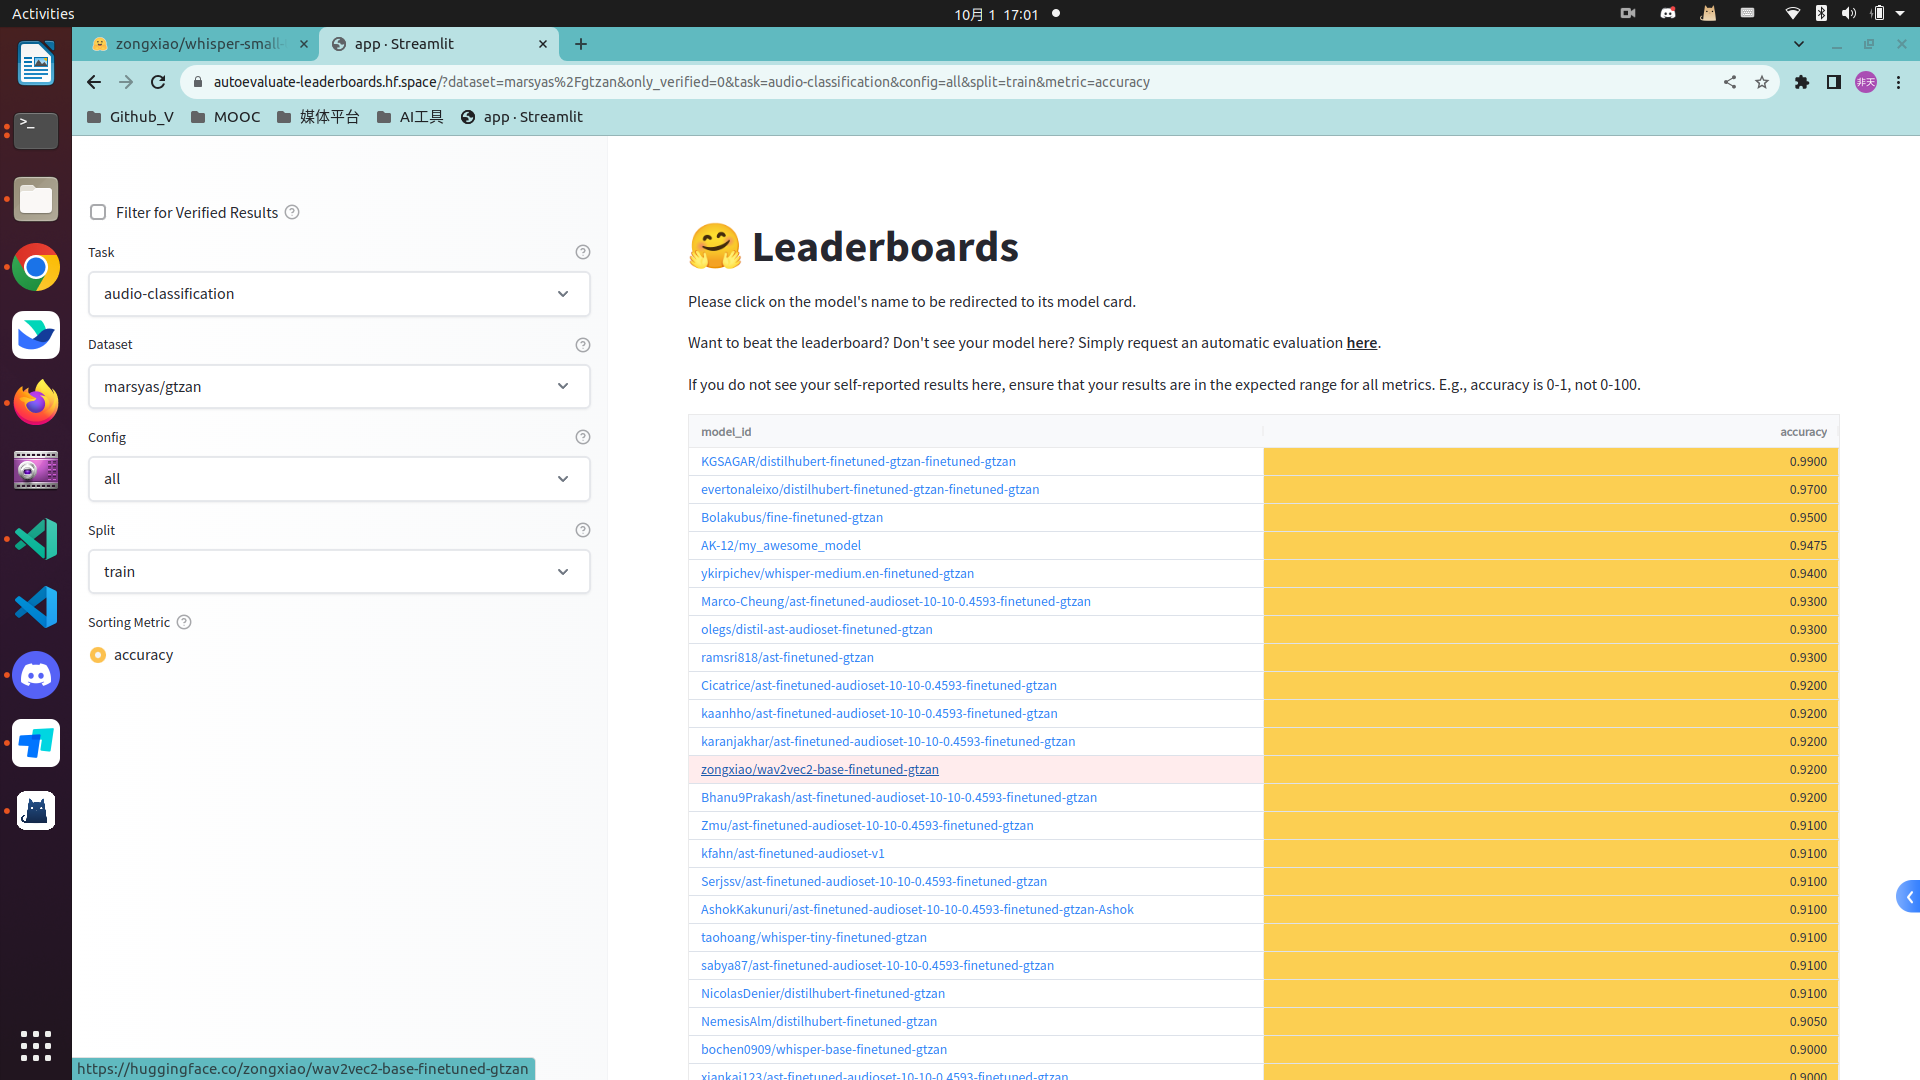 Activities
10月 1 17:01
zongxiao/whisper-small-
app · Streamlit
autoevaluate-leaderboards.hf.space/?dataset=marsyas%2Fgtzan&only_verified=0&task=audio-classification&config=all&split=train&metric=accuracy
非天
Github_V
MOOC
媒体平台
AI工具
app · Streamlit
Filter for Verified Results
Task
audio-classification
Dataset
marsyas/gtzan
Config
all
Split
train
Sorting Metric
accuracy
Leaderboards
Please click on the model's name to be redirected to its model card.
Want to beat the leaderboard? Don't see your model here? Simply request an automatic evaluation here.
If you do not see your self-reported results here, ensure that your results are in the expected range for all metrics. E.g., accuracy is 0-1, not 0-100.
model_id accuracy
KGSAGAR/distilhubert-finetuned-gtzan-finetuned-gtzan 0.9900
evertonaleixo/distilhubert-finetuned-gtzan-finetuned-gtzan 0.9700
Bolakubus/fine-finetuned-gtzan 0.9500
AK-12/my_awesome_model 0.9475
ykirpichev/whisper-medium.en-finetuned-gtzan 0.9400
Marco-Cheung/ast-finetuned-audioset-10-10-0.4593-finetuned-gtzan 0.9300
olegs/distil-ast-audioset-finetuned-gtzan 0.9300
ramsri818/ast-finetuned-gtzan 0.9300
Cicatrice/ast-finetuned-audioset-10-10-0.4593-finetuned-gtzan 0.9200
kaanhho/ast-finetuned-audioset-10-10-0.4593-finetuned-gtzan 0.9200
karanjakhar/ast-finetuned-audioset-10-10-0.4593-finetuned-gtzan 0.9200
zongxiao/wav2vec2-base-finetuned-gtzan 0.9200
Bhanu9Prakash/ast-finetuned-audioset-10-10-0.4593-finetuned-gtzan 0.9200
Zmu/ast-finetuned-audioset-10-10-0.4593-finetuned-gtzan 0.9100
kfahn/ast-finetuned-audioset-v1 0.9100
Serjssv/ast-finetuned-audioset-10-10-0.4593-finetuned-gtzan 0.9100
AshokKakunuri/ast-finetuned-audioset-10-10-0.4593-finetuned-gtzan-Ashok 0.9100
taohoang/whisper-tiny-finetuned-gtzan 0.9100
sabya87/ast-finetuned-audioset-10-10-0.4593-finetuned-gtzan 0.9100
NicolasDenier/distilhubert-finetuned-gtzan 0.9100
NemesisAlm/distilhubert-finetuned-gtzan 0.9050
bochen0909/whisper-base-finetuned-gtzan 0.9000
xiankai123/ast-finetuned-audioset-10-10-0.4593-finetuned-gtzan 0.9000
https://huggingface.co/zongxiao/wav2vec2-base-finetuned-gtzan